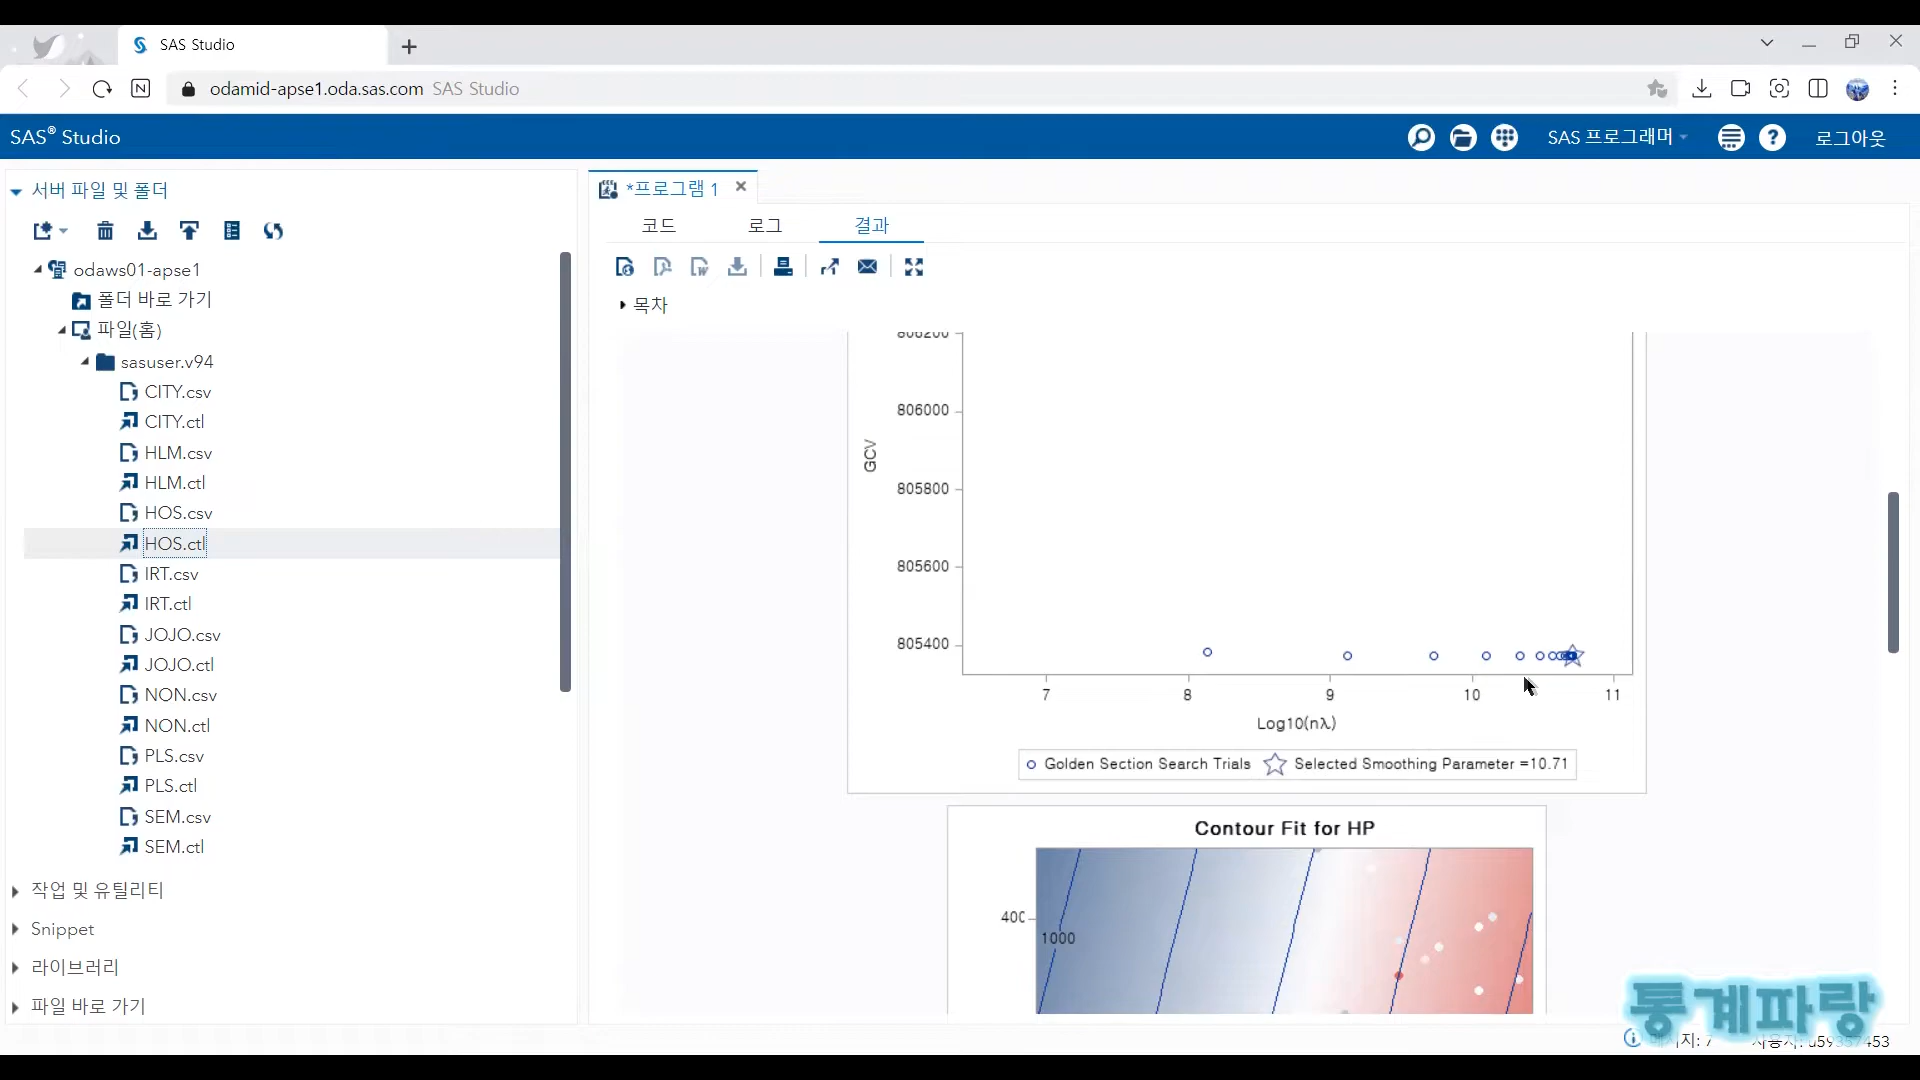 SAS Studio
odamid-apse1.oda.sas.com SAS Studio
SAS® Studio
SAS 프로그래머
로그아웃
서버 파일 및 폴더
odaws01-apse1
폴더 바로 가기
파일(홈)
sasuser.v94
CITY.csv
CITY.ctl
HLM.csv
HLM.ctl
HOS.csv
HOS.ctl
IRT.csv
IRT.ctl
JOJO.csv
JOJO.ctl
NON.csv
NON.ctl
PLS.csv
PLS.ctl
SEM.csv
SEM.ctl
작업 및 유틸리티
Snippet
라이브러리
파일 바로 가기
*프로그램 1
코드 로그 결과
목차
806200
806000
805800
805600
805400
GCV
7 8 9 10 11
Log10(nλ)
Golden Section Search Trials Selected Smoothing Parameter =10.71
Contour Fit for HP
400
1000
통계파랑